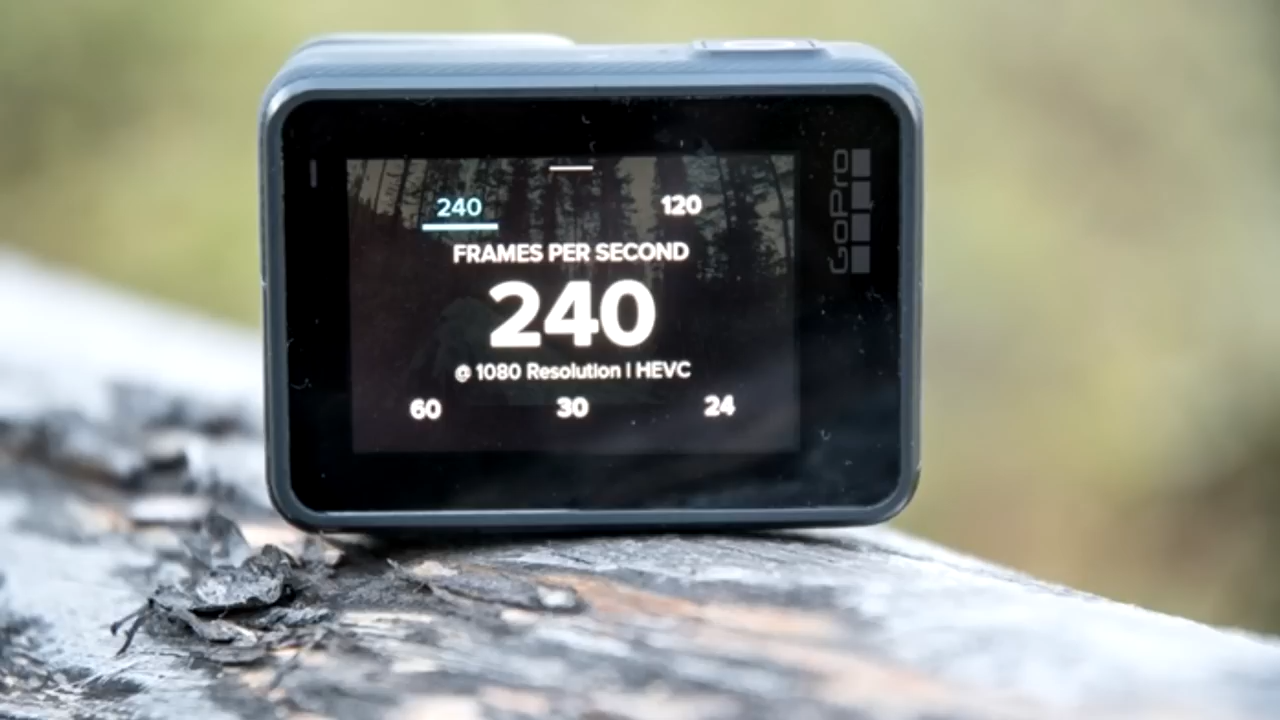 240 120
FRAMES PER SECOND
240
@ 1080 Resolution | HEVC
60 30 24
GoPro